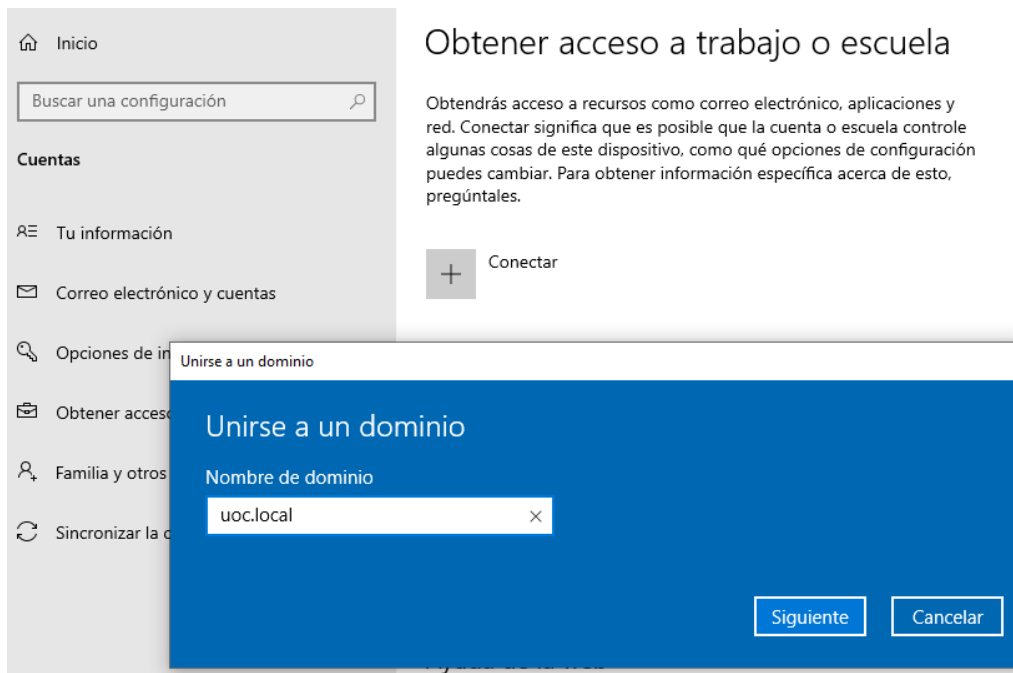 Inicio
Buscar una configuración
Cuentas
Tu información
Correo electrónico y cuentas
Opciones de in
Obtener acceso
Familia y otros
Sincronizar la c
Obtener acceso a trabajo o escuela
Obtendrás acceso a recursos como correo electrónico, aplicaciones y
red. Conectar significa que es posible que la cuenta o escuela controle
algunas cosas de este dispositivo, como qué opciones de configuración
puedes cambiar. Para obtener información específica acerca de esto,
pregúntales.
Conectar
Unirse a un dominio
Unirse a un dominio
Nombre de dominio
uoc.local
Siguiente
Cancelar